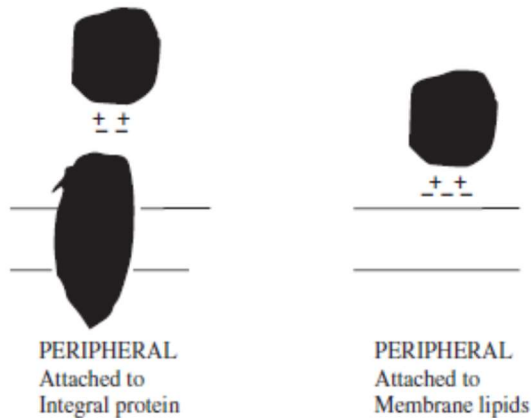 + +
– –
+ +
– – –
PERIPHERAL
Attached to
Integral protein
PERIPHERAL
Attached to
Membrane lipids